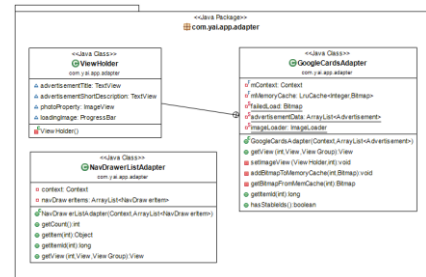 <<Java Package>>
com.yai.app.adapter
<<Java Class>>
ViewHolder
com.yai.app.adapter
advertisementTitle: TextView
advertisementShortDescription: TextView
photoProperty: ImageView
loadingImage: ProgressBar
ViewHolder()
<<Java Class>>
GoogleCardsAdapter
com.yai.app.adapter
mContext: Context
mMemoryCache: LruCache<Integer,Bitmap>
failedLoad: Bitmap
advertisementData: ArrayList<Advertisement>
imageLoader: ImageLoader
GoogleCardsAdapter(Context,ArrayList<Advertisement>)
getView(int,View,ViewGroup):View
setImageView(ViewHolder,int):void
addBitmapToMemoryCache(int,Bitmap):void
getBitmapFromMemCache(int):Bitmap
getItemId(int):long
hasStableIds():boolean
<<Java Class>>
NavDrawerListAdapter
com.yai.app.adapter
context: Context
navDrawerItems: ArrayList<NavDrawerItem>
NavDrawerListAdapter(Context,ArrayList<NavDrawerItem>)
getCount():int
getItem(int):Object
getItemId(int):long
getView(int,View,ViewGroup):View